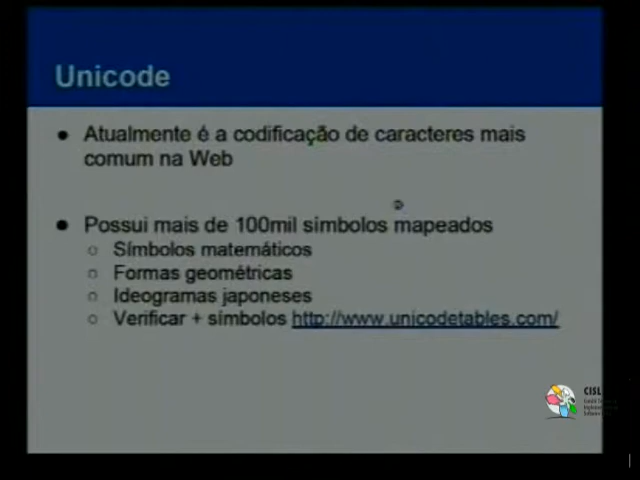 Unicode
● Atualmente é a codificação de caracteres mais
comum na Web
● Possui mais de 100mil símbolos mapeados
○ Símbolos matemáticos
○ Formas geométricas
○ Ideogramas japoneses
○ Verificar + símbolos http://www.unicodetables.com/
CISL